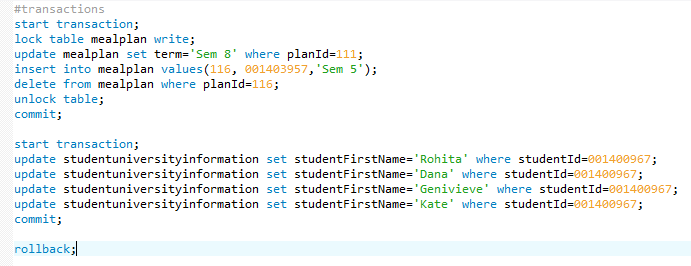 #transactions
start transaction;
lock table mealplan write;
update mealplan set term='Sem 8' where planId=111;
insert into mealplan values(116, 001403957,'Sem 5');
delete from mealplan where planId=116;
unlock table;
commit;
start transaction;
update studentuniversityinformation set studentFirstName='Rohita' where studentId=001400967;
update studentuniversityinformation set studentFirstName='Dana' where studentId=001400967;
update studentuniversityinformation set studentFirstName='Genivieve' where studentId=001400967;
update studentuniversityinformation set studentFirstName='Kate' where studentId=001400967;
commit;
rollback;